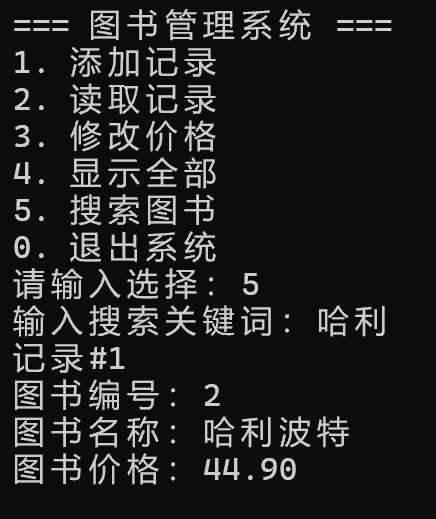 === 图书管理系统 ===
1. 添加记录
2. 读取记录
3. 修改价格
4. 显示全部
5. 搜索图书
0. 退出系统
请输入选择: 5
输入搜索关键词: 哈利
记录#1
图书编号: 2
图书名称: 哈利波特
图书价格: 44.90